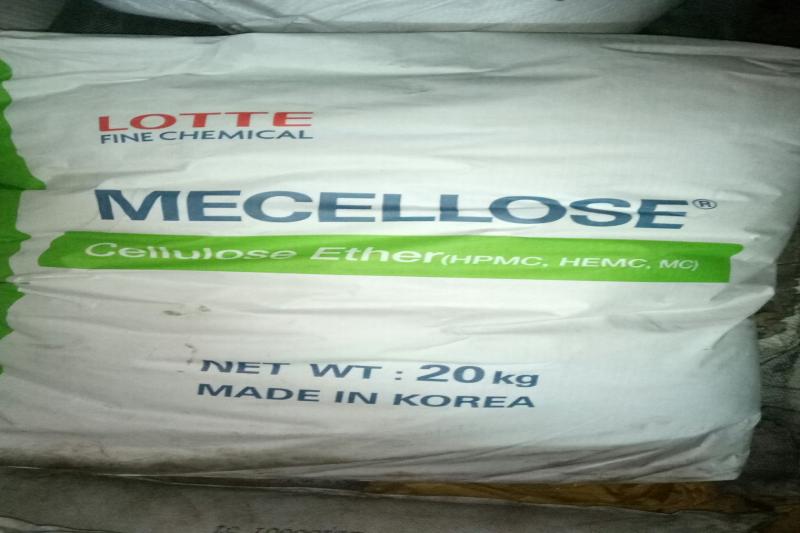 LOTTE
FINE CHEMICAL
MECELLOSE®
Cellulose Ether(HPMC, HEMC, MC)
NET WT : 20kg
MADE IN KOREA